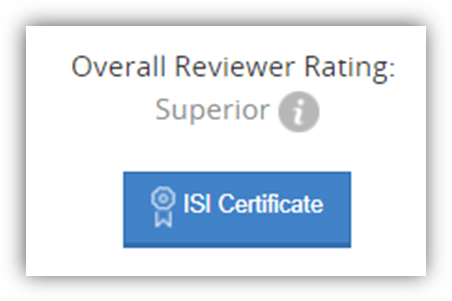 Overall Reviewer Rating:
Superior i
ISI Certificate